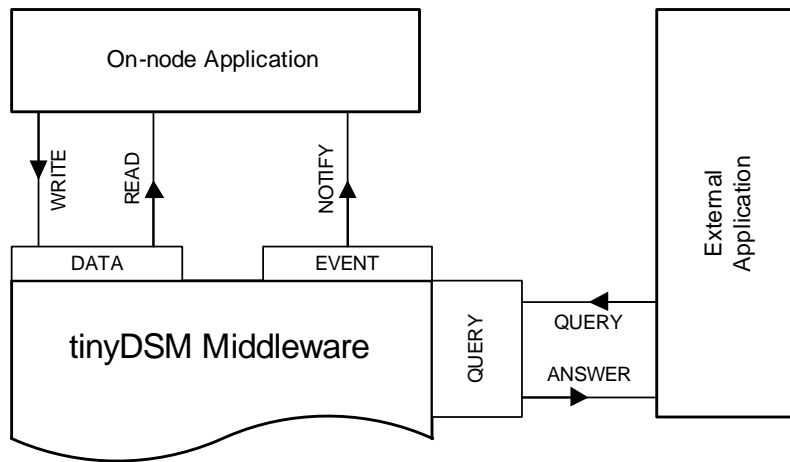 On-node Application
WRITE
READ
NOTIFY
DATA
EVENT
tinyDSM Middleware
QUERY
QUERY
ANSWER
External
Application